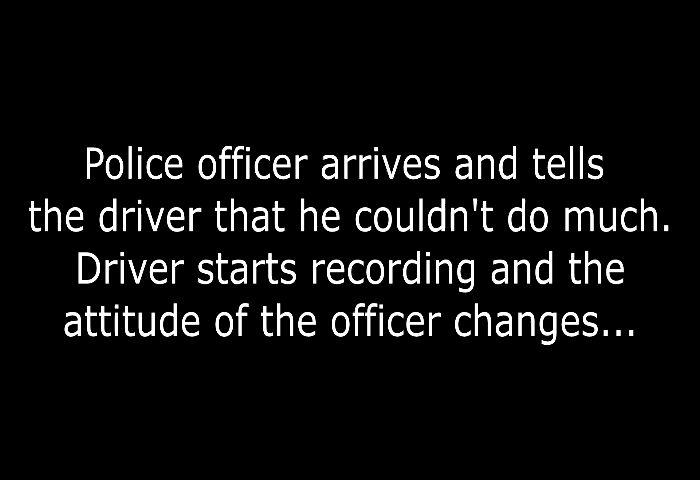 Police officer arrives and tells
the driver that he couldn't do much.
Driver starts recording and the
attitude of the officer changes...